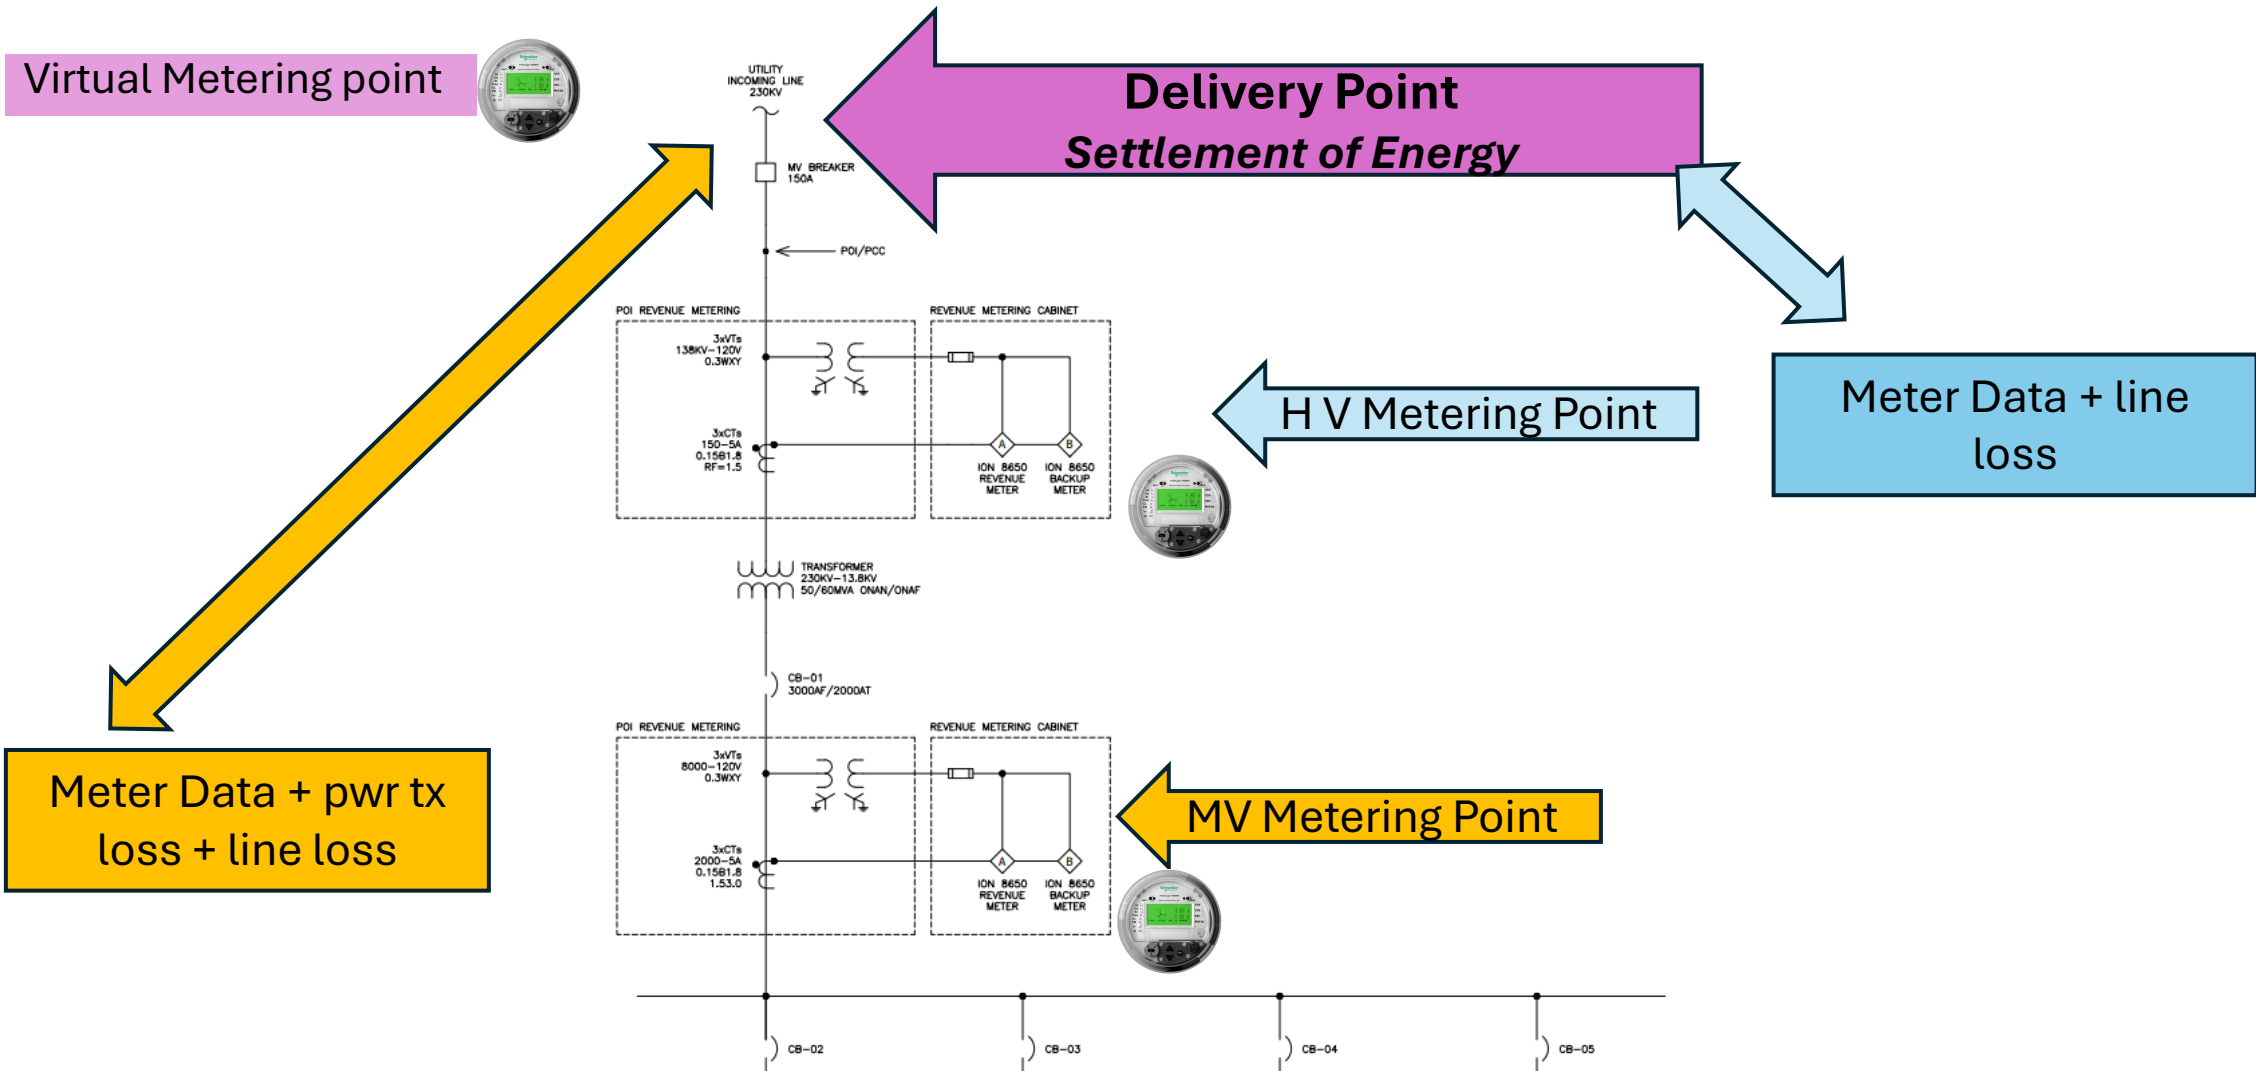 Virtual Metering point
UTILITY
INCOMING LINE
230KV
Delivery Point
Settlement of Energy
MV BREAKER
150A
POI/PCC
POI REVENUE METERING
REVENUE METERING CABINET
3xVTs
138KV-120V
0.3WXY
3xCTs
150-5A
0.15B1.8
RF=1.5
A
B
ION 8650
REVENUE
METER
ION 8650
BACKUP
METER
H V Metering Point
Meter Data + line
loss
TRANSFORMER
230KV-13.8KV
50/60MVA ONAN/ONAF
CB-01
3000AF/2000AT
POI REVENUE METERING
REVENUE METERING CABINET
3xVTs
8000-120V
0.3WXY
3xCTs
2000-5A
0.15B1.8
1.53.0
A
B
ION 8650
REVENUE
METER
ION 8650
BACKUP
METER
MV Metering Point
Meter Data + pwr tx
loss + line loss
CB-02
CB-03
CB-04
CB-05